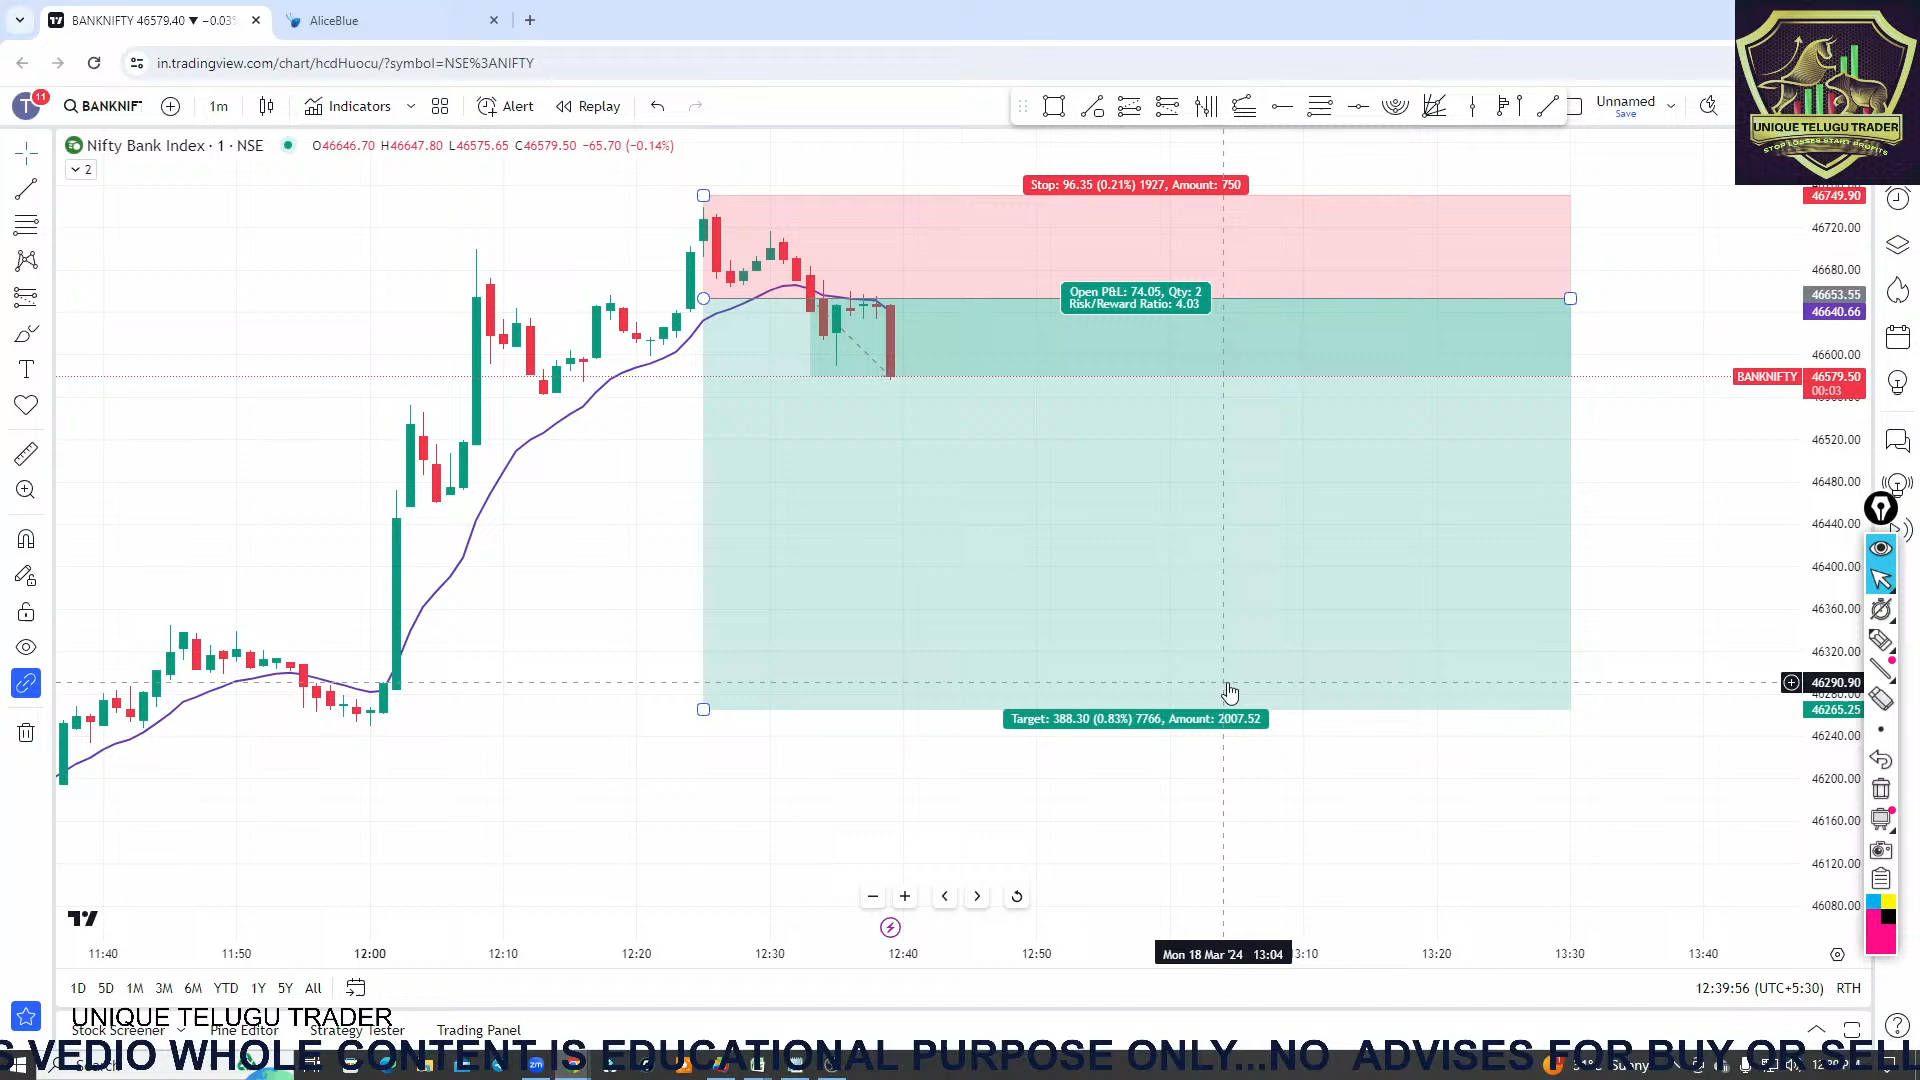 BANKNIFTY 46579.40 ▼ −0.03%
AliceBlue
in.tradingview.com/chart/hcdHuocu/?symbol=NSE%3ANIFTY
T 11 BANKNIF 1m Indicators Alert Replay Unnamed
Save
UNIQUE TELUGU TRADER
STOP LOSSES START PROFITS
Nifty Bank Index · 1 · NSE O46646.70 H46647.80 L46575.65 C46579.50 −65.70 (−0.14%)
2
Stop: 96.35 (0.21%) 1927, Amount: 750
46749.90
46720.00
46680.00
Open P&L: 74.05, Qty: 2
Risk/Reward Ratio: 4.03
46653.55
46640.66
46600.00
BANKNIFTY 46579.50
00:03
46520.00
46480.00
46440.00
46400.00
46360.00
46320.00
46290.90
46265.25
Target: 388.30 (0.83%) 7766, Amount: 2007.52
46240.00
46200.00
46160.00
46120.00
46080.00
11:40 11:50 12:00 12:10 12:20 12:30 12:40 12:50 Mon 18 Mar '24 13:04 13:10 13:20 13:30 13:40
1D 5D 1M 3M 6M YTD 1Y 5Y All 12:39:56 (UTC+5:30) RTH
UNIQUE TELUGU TRADER
Stock Screener Pine Editor Strategy Tester Trading Panel
S VEDIO WHOLE CONTENT IS EDUCATIONAL PURPOSE ONLY...NO ADVISES FOR BUY OR SELL
Search Sunny